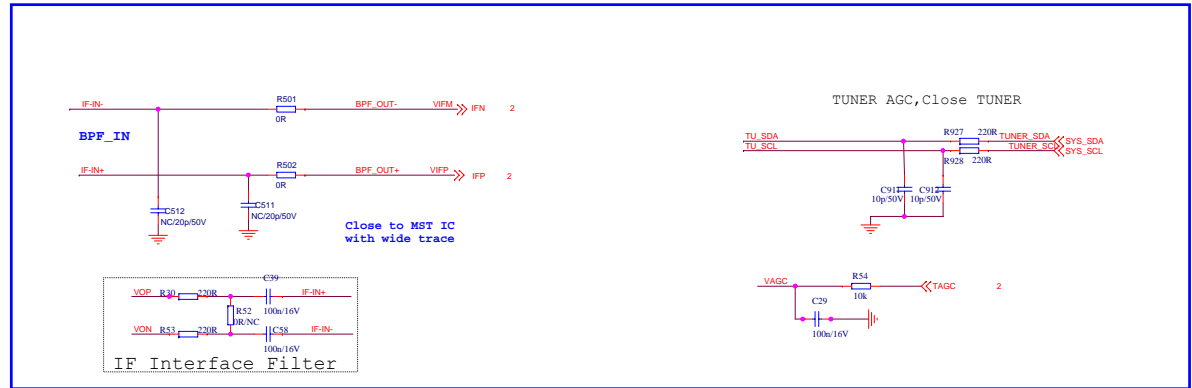 R501
IF-IN-
BPF_OUT-
VIFM
IFN
2
0R
BPF_IN
R502
IF-IN+
BPF_OUT+
VIFP
IFP
2
0R
C512
NC/20p/50V
C511
NC/20p/50V
Close to MST IC
with wide trace
C39
VOP
R30
220R
IF-IN+
100n/16V
R52
0R/NC
VON
R53
220R
C58
IF-IN-
100n/16V
IF Interface Filter
TUNER AGC,Close TUNER
R927
220R
TU_SDA
TUNER_SDA
SYS_SDA
TU_SCL
TUNER_SCL
SYS_SCL
R928
220R
C911
10p/50V
C912
10p/50V
R54
VAGC
TAGC
2
10k
C29
100n/16V